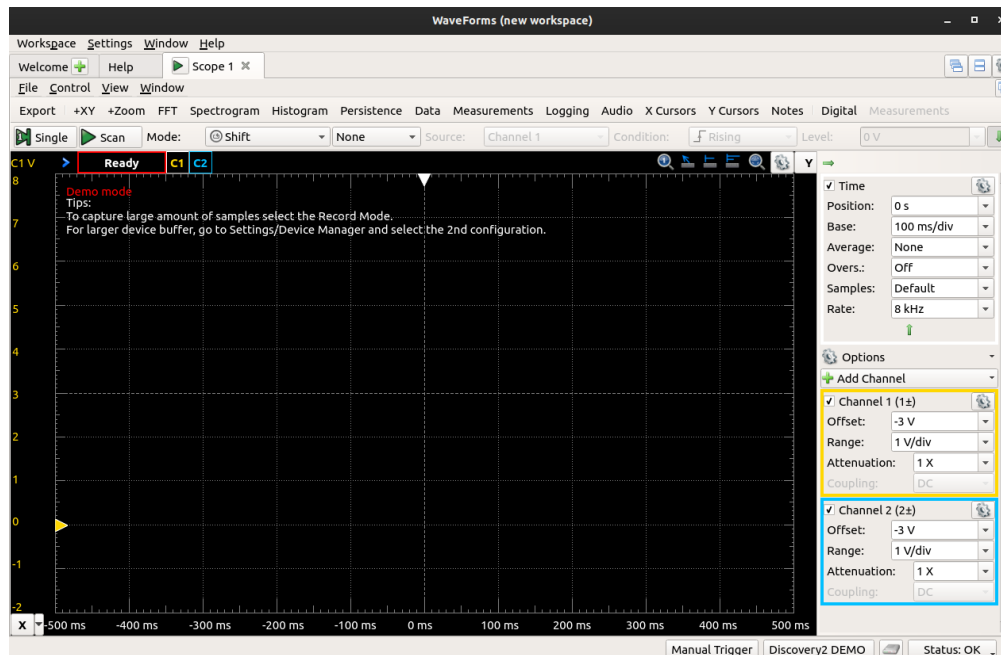 WaveForms (new workspace)
Workspace Settings Window Help
Welcome Help Scope 1
File Control View Window
Export +XY +Zoom FFT Spectrogram Histogram Persistence Data Measurements Logging Audio X Cursors Y Cursors Notes Digital Measurements
Single Scan Mode: Shift None Source: Channel 1 Condition: Rising Level: 0 V
C1 V Ready C1 C2 Y
8
Demo mode
Tips:
To capture large amount of samples select the Record Mode.
7
For larger device buffer, go to Settings/Device Manager and select the 2nd configuration.
6
5
4
3
2
1
0
-1
-2
X -500 ms -400 ms -300 ms -200 ms -100 ms 0 ms 100 ms 200 ms 300 ms 400 ms 500 ms
Time
Position: 0 s
Base: 100 ms/div
Average: None
Overs.: Off
Samples: Default
Rate: 8 kHz
Options
Add Channel
Channel 1 (1±)
Offset: -3 V
Range: 1 V/div
Attenuation: 1 X
Coupling: DC
Channel 2 (2±)
Offset: -3 V
Range: 1 V/div
Attenuation: 1 X
Coupling: DC
Manual Trigger Discovery2 DEMO Status: OK